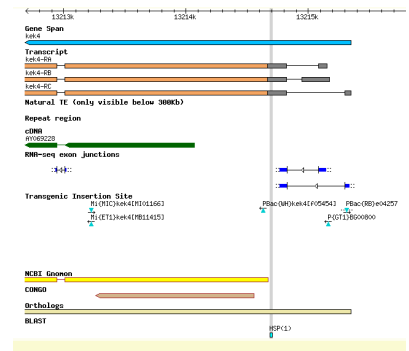 13213k 13214k 13215k
Gene Span
kek4
Transcript
kek4-RA
kek4-RB
kek4-RC
Natural TE (only visible below 300Kb)
Repeat region
cDNA
AY069228
RNA-seq exon junctions
Transgenic Insertion Site
Mi{MIC}kek4[MI01166] PBac{WH}kek4[f05454] PBac{RB}e04257
Mi{ET1}kek4[MB11415] P{GT1}BG00800
NCBI Gnomon
CONGO
Orthologs
BLAST
HSP(1)